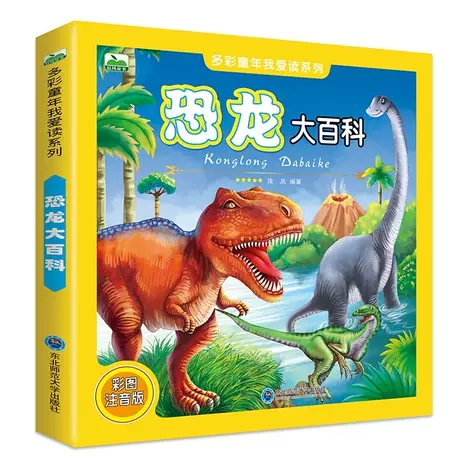 多彩童年我爱读系列
恐龙大百科
东北师范大学出版社
多彩童年我爱读系列
恐龙
大百科
Konglong Dabaike
★★★★★
编著
彩图
注音版